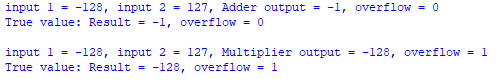 input 1 = -128, input 2 = 127, Adder output = -1, overflow = 0
True value: Result = -1, overflow = 0
input 1 = -128, input 2 = 127, Multiplier output = -128, overflow = 1
True value: Result = -128, overflow = 1